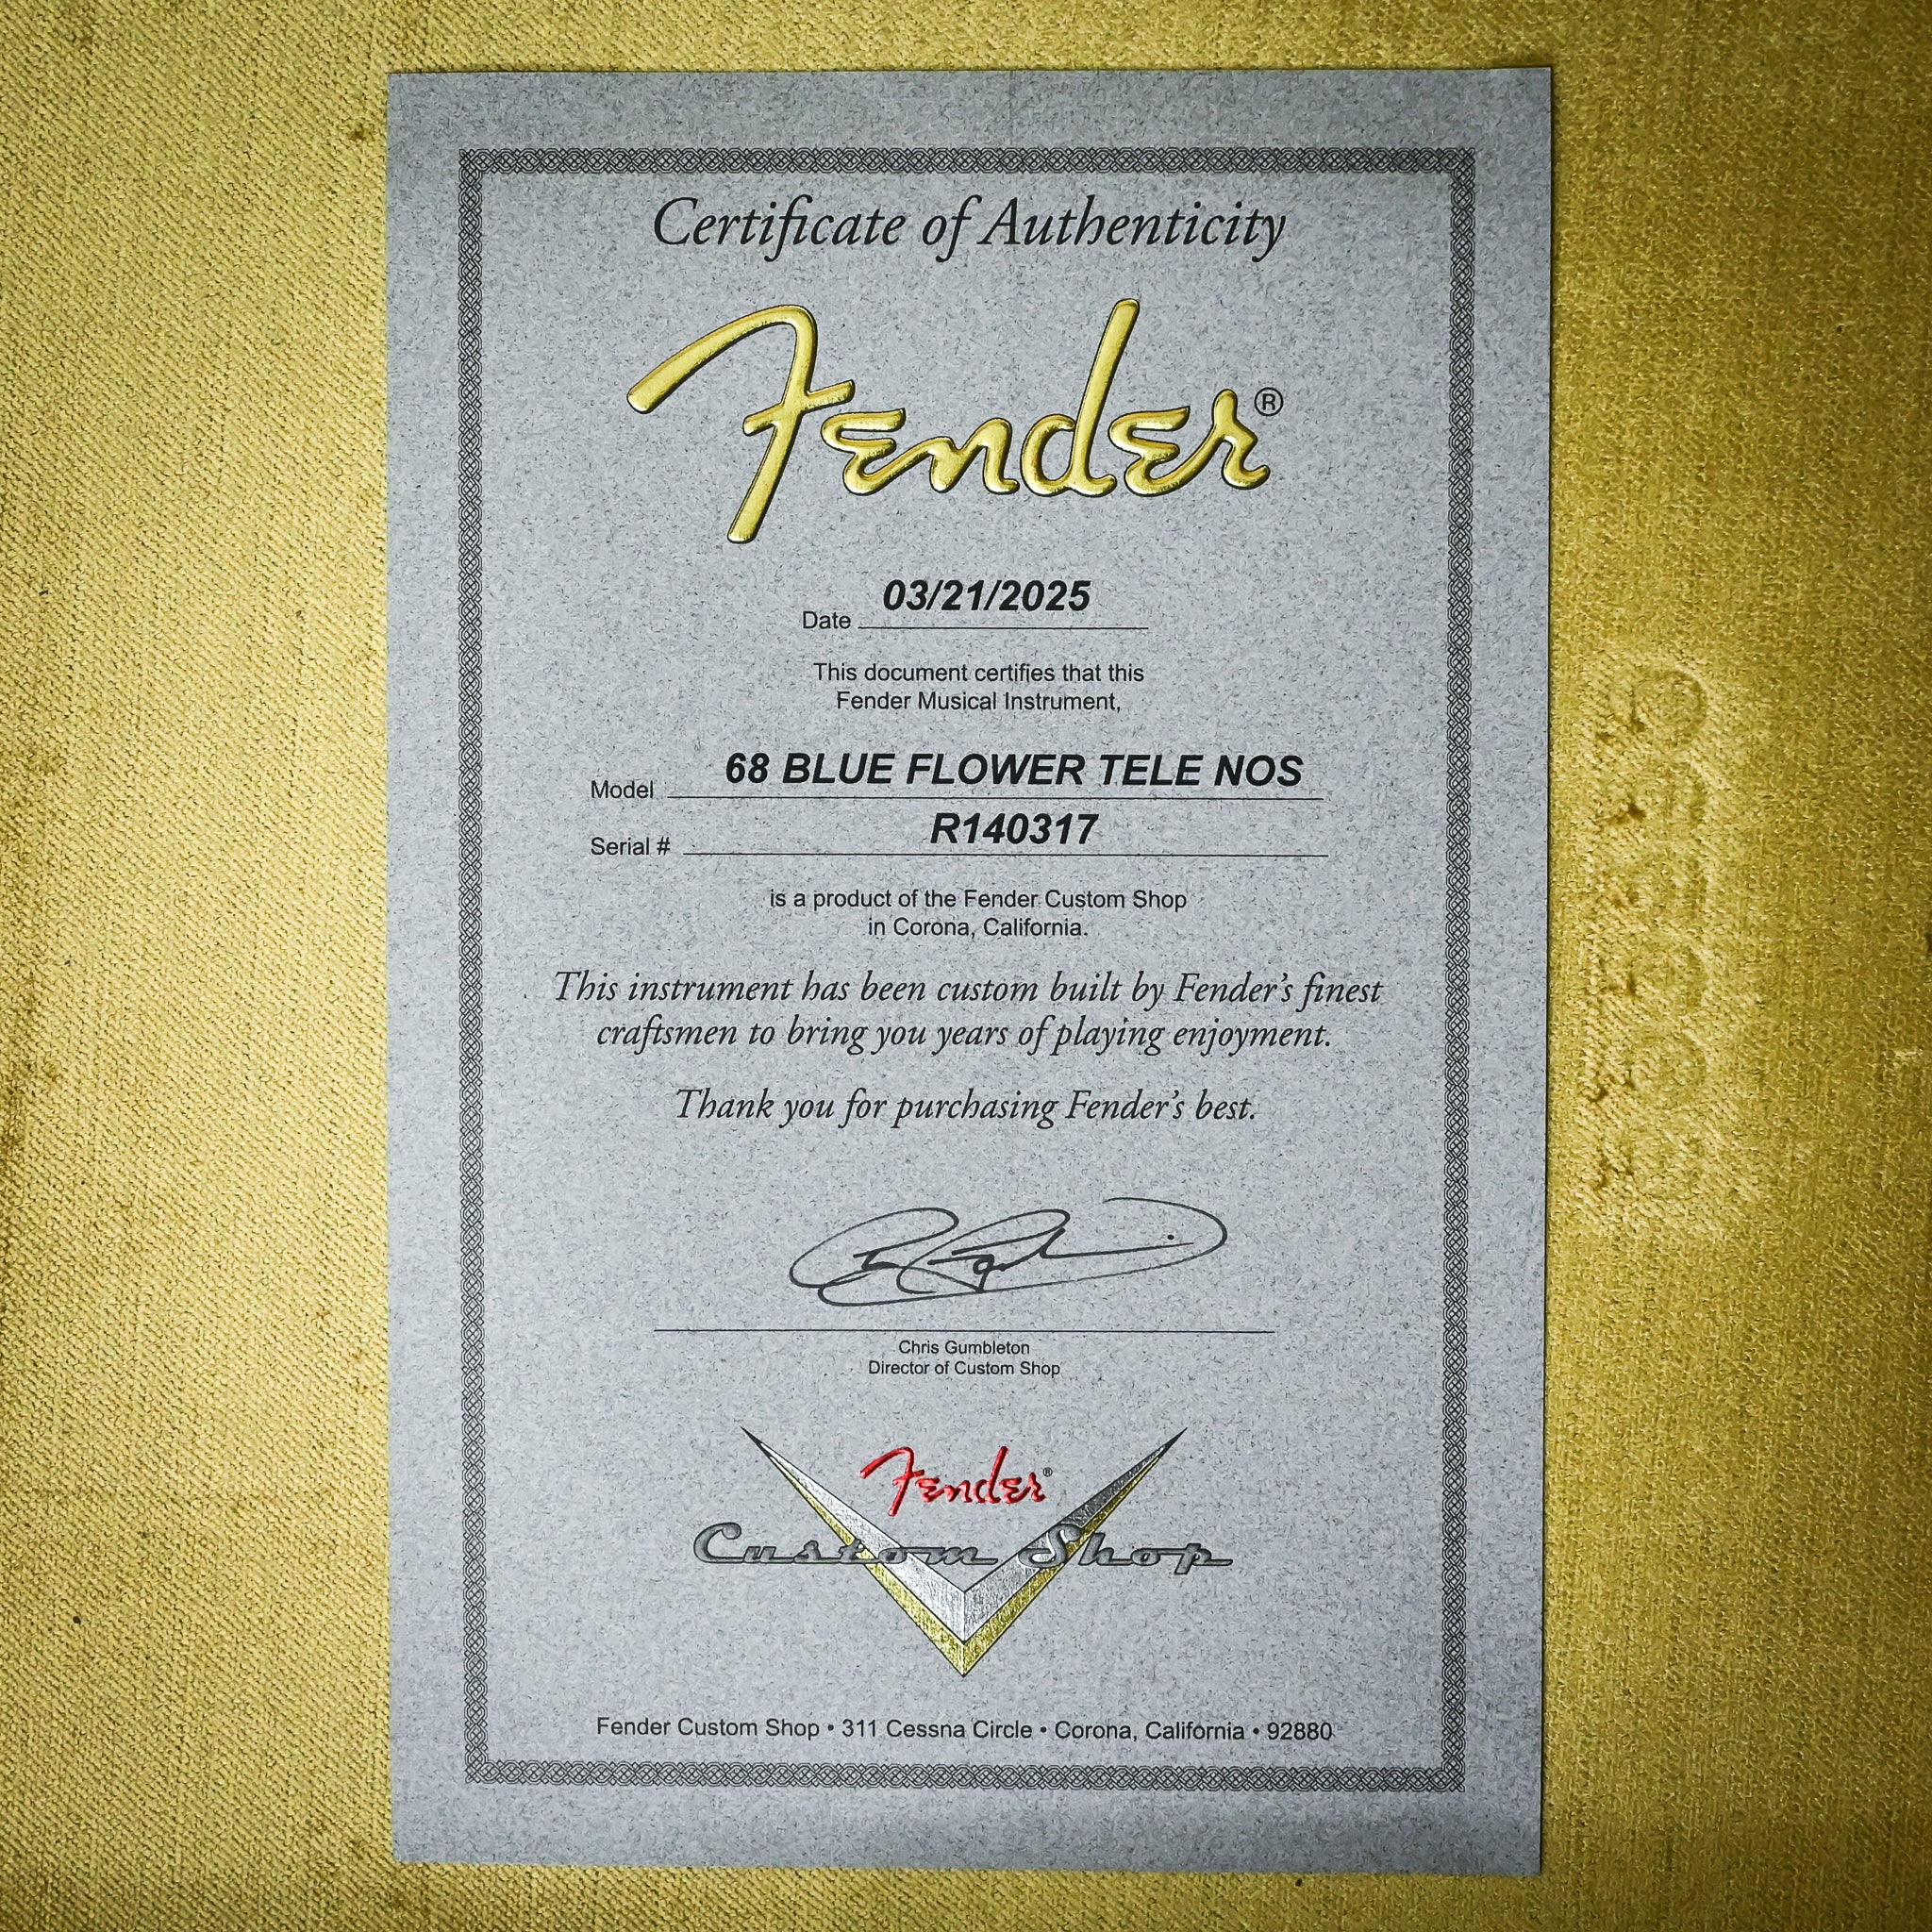 Certificate of Authenticity
Fender®
Date 03/21/2025
This document certifies that this
Fender Musical Instrument,
Model 68 BLUE FLOWER TELE NOS
Serial # R140317
is a product of the Fender Custom Shop
in Corona, California.
This instrument has been custom built by Fender's finest
craftsmen to bring you years of playing enjoyment.
Thank you for purchasing Fender's best.
Chris Gumbleton
Director of Custom Shop
Fender®
Custom Shop
Fender Custom Shop • 311 Cessna Circle • Corona, California • 92880